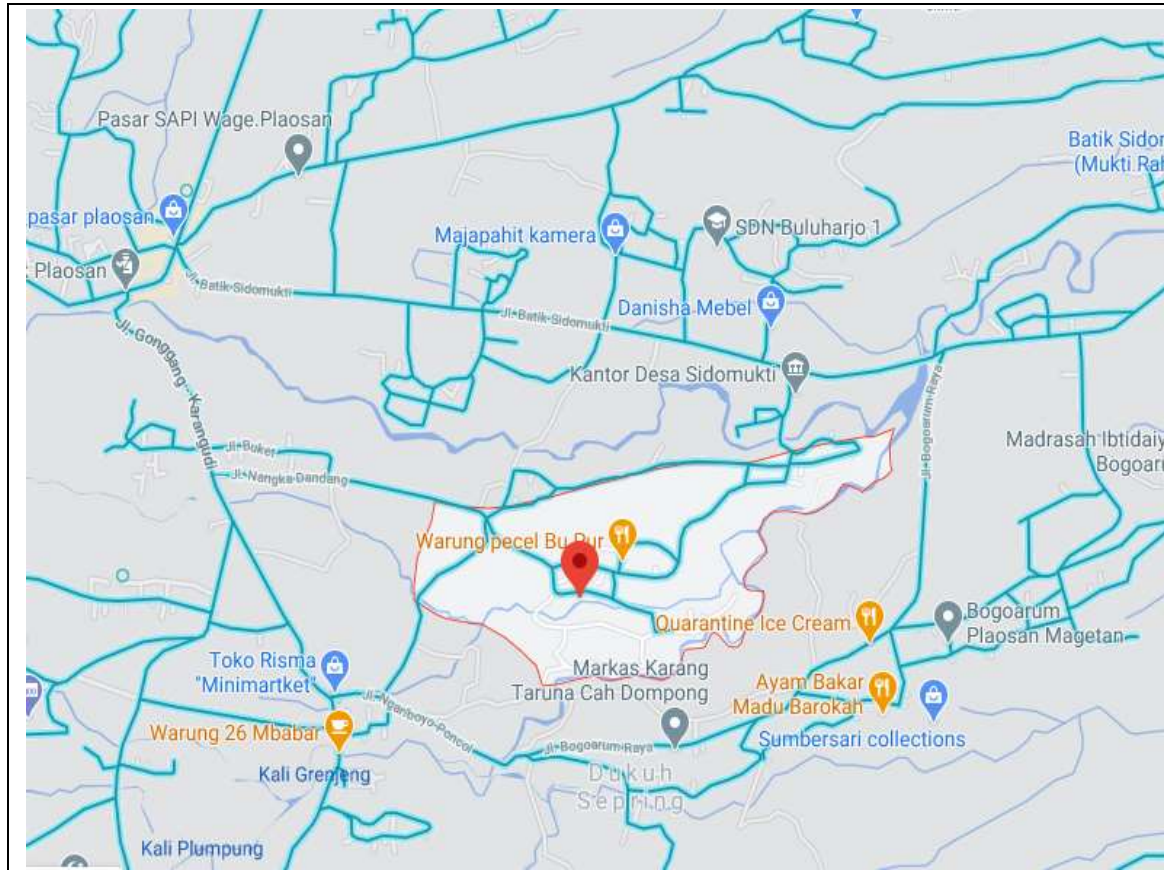 Pasar SAPI Wage.Plaosan
Batik Sidor
(Mukti Rah
pasar plaosan
Majapahit kamera
SDN Buluharjo 1
Plaosan
Jl. Batik Sidomukti
Danisha Mebel
Jl. Batik Sidomukti
Jl. Gonggang - Karangudi
Kantor Desa Sidomukti
Jl. Bogoarum Raya
Madrasah Ibtidaiy
Bogoaru
Jl. Buket
Jl. Nangka Dandang
Warung pecel Bu Pur
Quarantine Ice Cream
Bogoarum
Plaosan Magetan
Toko Risma
"Minimartket"
Markas Karang
Taruna Cah Dompong
Ayam Bakar
Madu Barokah
Jl. Nganboyo-Poncol
Warung 26 Mbabar
Sumbersari collections
Jl. Bogoarum Raya
Kali Grenjeng
Dukuh
Sepring
Kali Plumpung